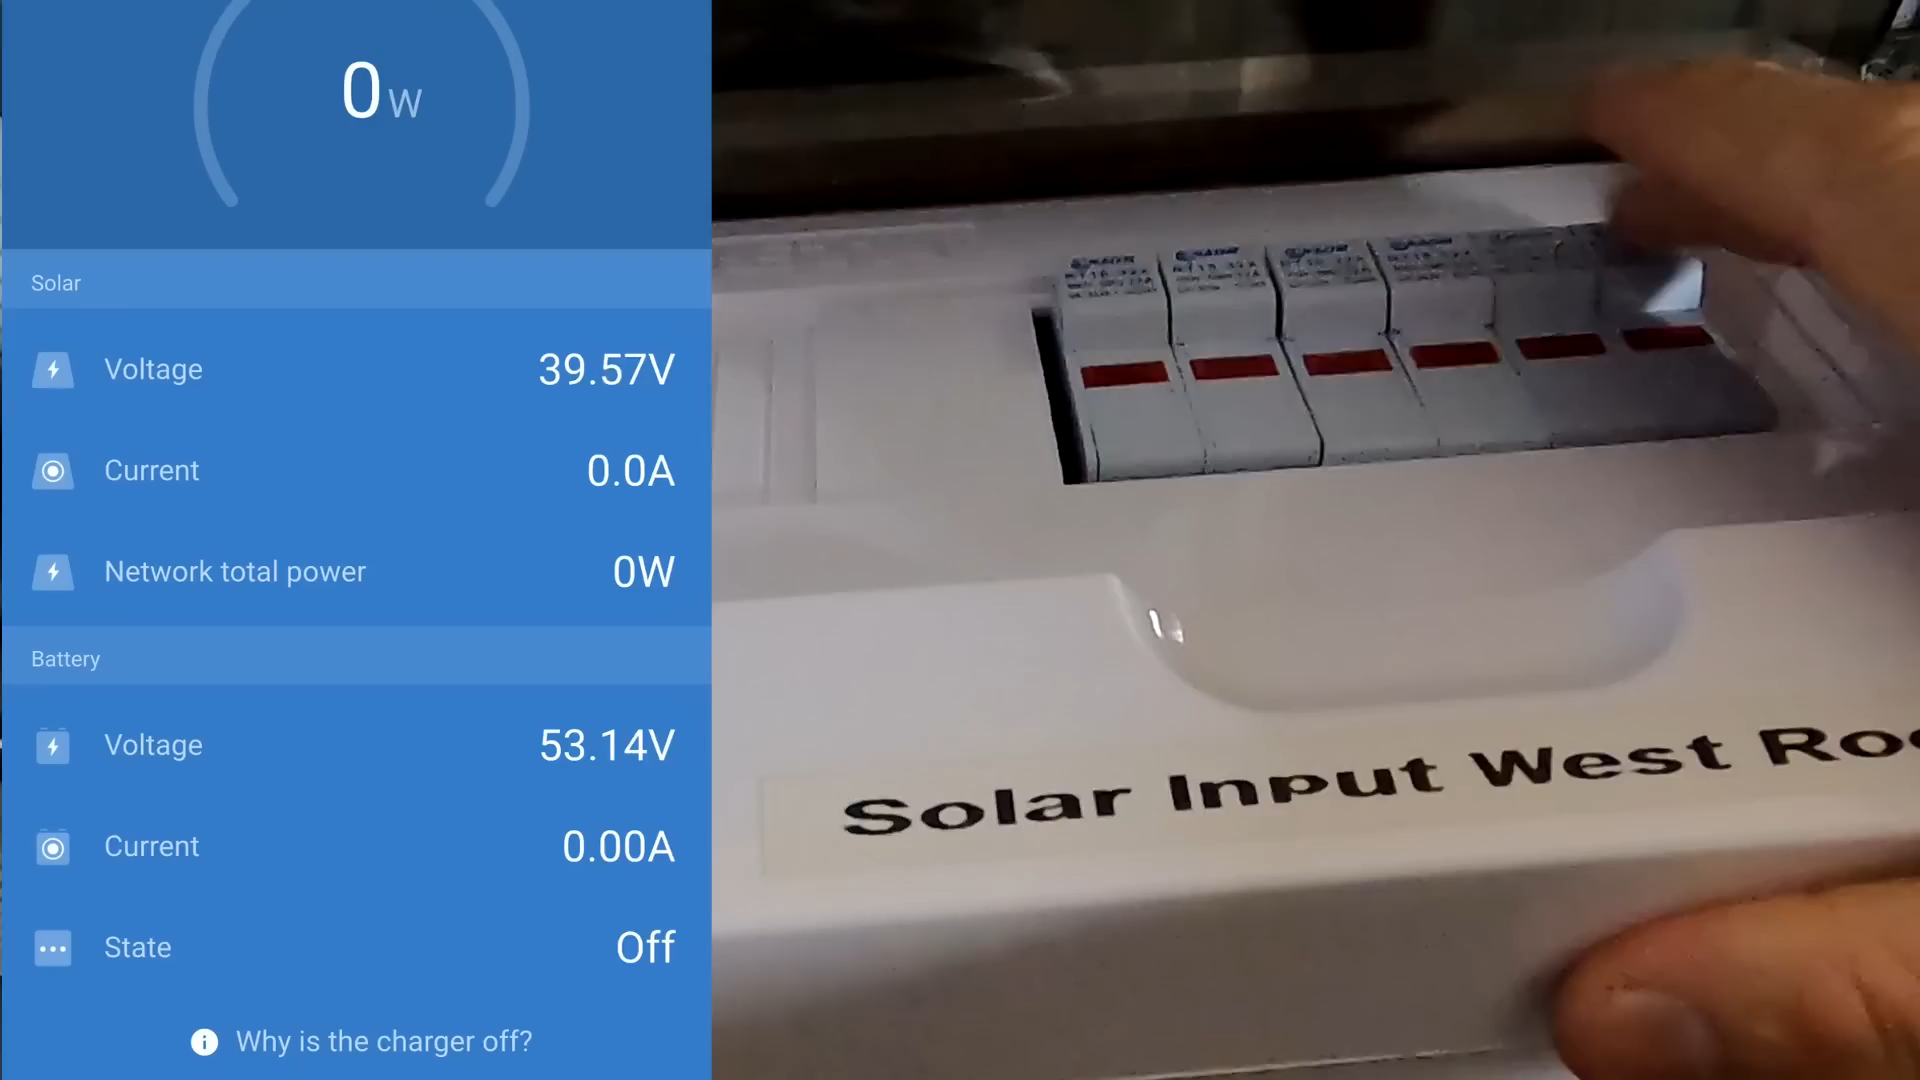 0W
Solar
Voltage 39.57V
Current 0.0A
Network total power 0W
Battery
Voltage 53.14V
Current 0.00A
State Off
Why is the charger off?
Solar Input West